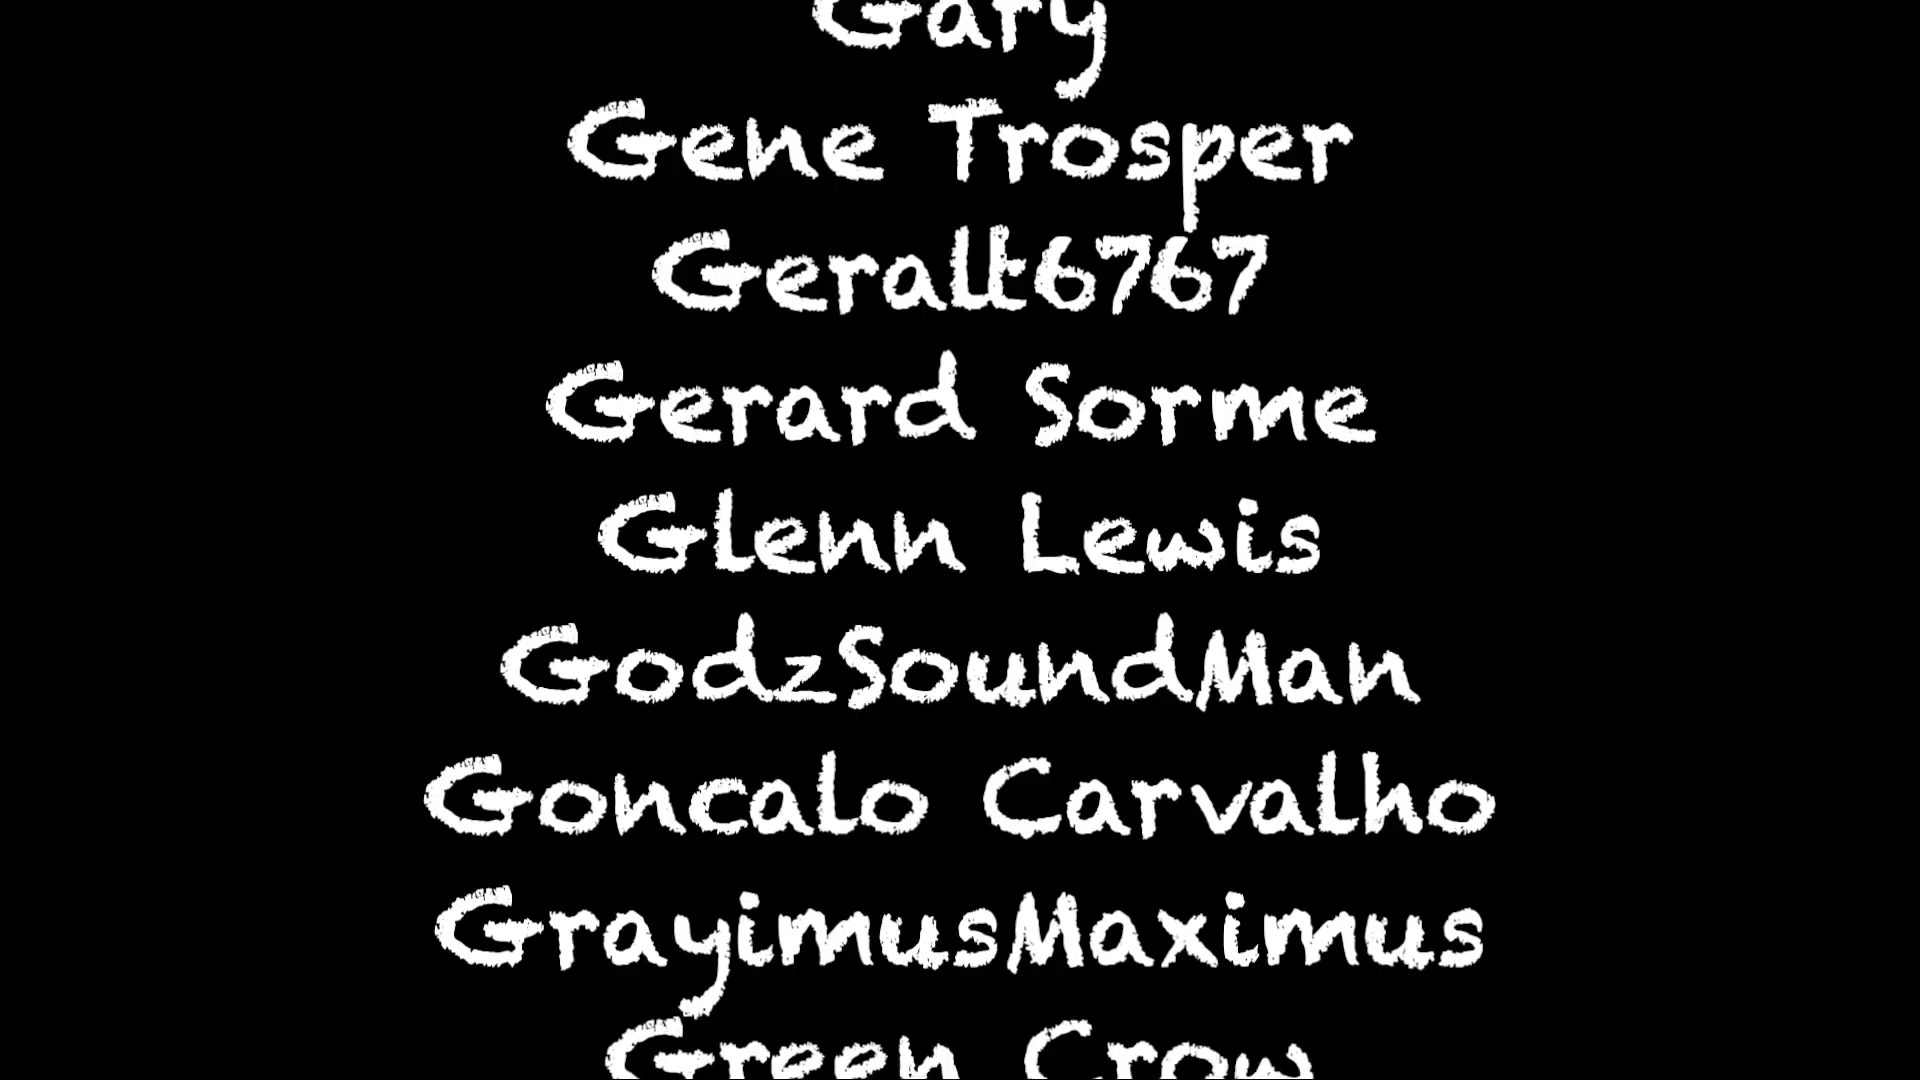 Gary
Gene Trosper
Geralt6767
Gerard Sorme
Glenn Lewis
GodzSoundMan
Goncalo Carvalho
GrayimusMaximus
Green Crow